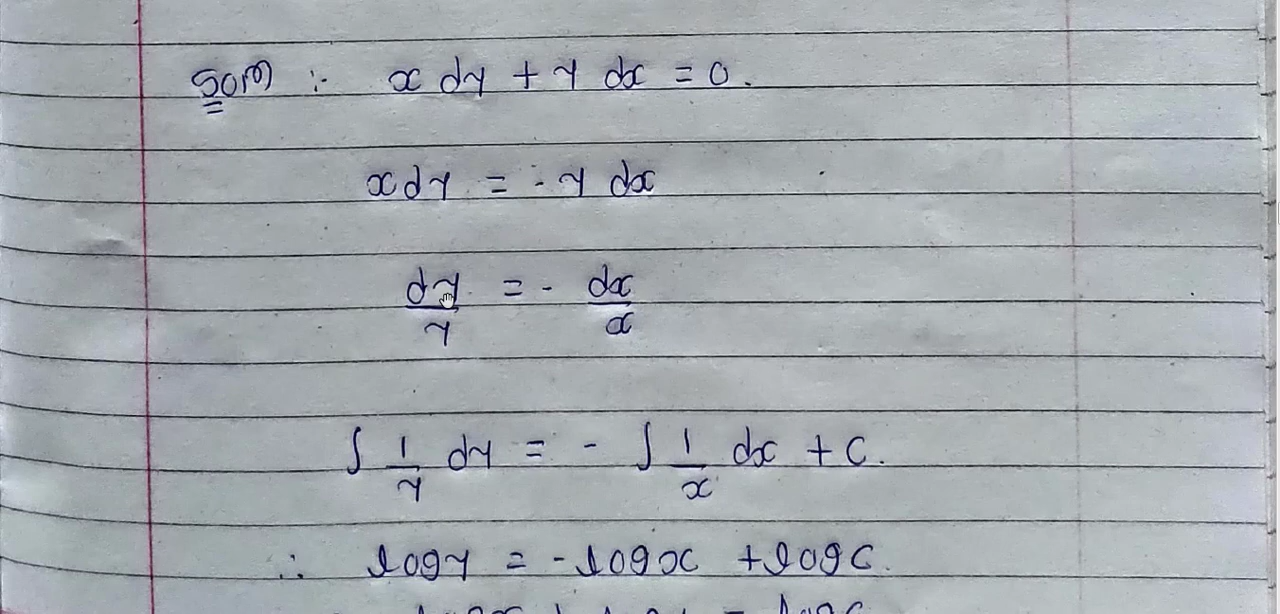 Soln :- x dy + y dx = 0.
x dy = - y dx
dy/y = - dx/x
∫ 1/y dy = - ∫ 1/x dx + c.
∴ log y = - log x + log c.